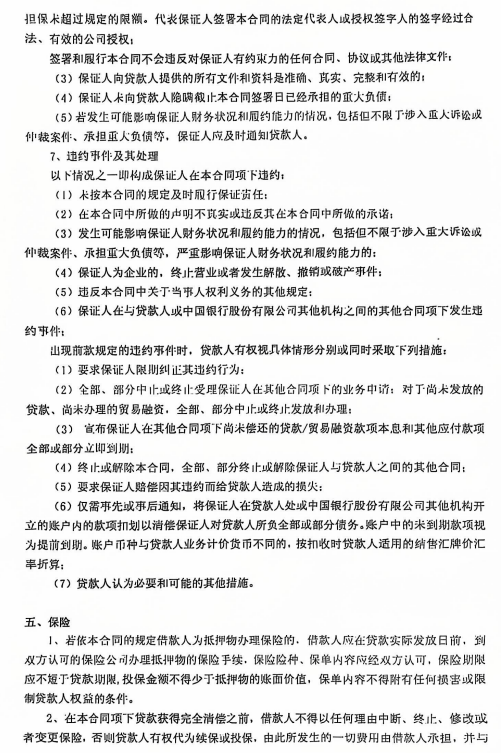 担保未超过规定的限额。代表保证人签署本合同的法定代表人或授权签字人的签字经过合
法、有效的公司授权;
签署和履行本合同不会违反对保证人有约束力的任何合同、协议或其他法律文件;
(3)保证人向贷款人提供的所有文件和资料是准确、真实、完整和有效的;
(4)保证人未向贷款人隐瞒截止本合同签署日已经承担的重大负债;
(5)若发生可能影响保证人财务状况和履约能力的情况,包括但不限于涉入重大诉讼或
仲裁案件、承担重大负债等,保证人应及时通知贷款人。
7、违约事件及其处理
以下情况之一即构成保证人在本合同项下违约:
(1)未按本合同的规定及时履行保证责任;
(2)在本合同中所做的声明不真实或违反其在本合同中所做的承诺;
(3)发生可能影响保证人财务状况和履约能力的情况,包括但不限于涉入重大诉讼或
仲裁案件、承担重大负债等,严重影响保证人财务状况和履约能力的;
(4)保证人为企业的,终止营业或者发生解散、撤销或破产事件;
(5)违反本合同中关于当事人权利义务的其他规定;
(6)保证人在与贷款人或中国银行股份有限公司其他机构之间的其他合同项下发生违
约事件;
出现前款规定的违约事件时,贷款人有权视具体情形分别或同时采取下列措施:
(1)要求保证人限期纠正其违约行为;
(2)全部、部分中止或终止受理保证人在其他合同项下的业务申请;对于尚未发放的
贷款、尚未办理的贸易融资,全部、部分中止或终止发放和办理;
(3) 宣布保证人在其他合同项下尚未偿还的贷款/贸易融资款项本息和其他应付款项
全部或部分立即到期;
(4)终止或解除本合同,全部、部分终止或解除保证人与贷款人之间的其他合同;
(5)要求保证人赔偿因其违约而给贷款人造成的损失;
(6)仅需事先或事后通知,将保证人在贷款人处或中国银行股份有限公司其他机构开
立的账户内的款项扣划以清偿保证人对贷款人所负全部或部分债务。账户中的未到期款项视
为提前到期。账户币种与贷款人业务计价货币不同的,按扣收时贷款人适用的结售汇牌价汇
率折算;
(7)贷款人认为必要和可能的其他措施。
五、保险
1、若依本合同的规定借款人为抵押物办理保险的,借款人应在贷款实际发放日前,到
双方认可的保险公司办理抵押物的保险手续,保险险种、保单内容应经双方认可,保险期限
应不短于贷款期限,投保金额不得少于抵押物的账面价值,保单内容不得附有任何损害或限
制贷款人权益的条件。
2、在本合同项下贷款获得完全清偿之前,借款人不得以任何理由中断、终止、修改或
者变更保险,否则贷款人有权代为续保或投保,由此所发生的一切费用由借款人承担,并与